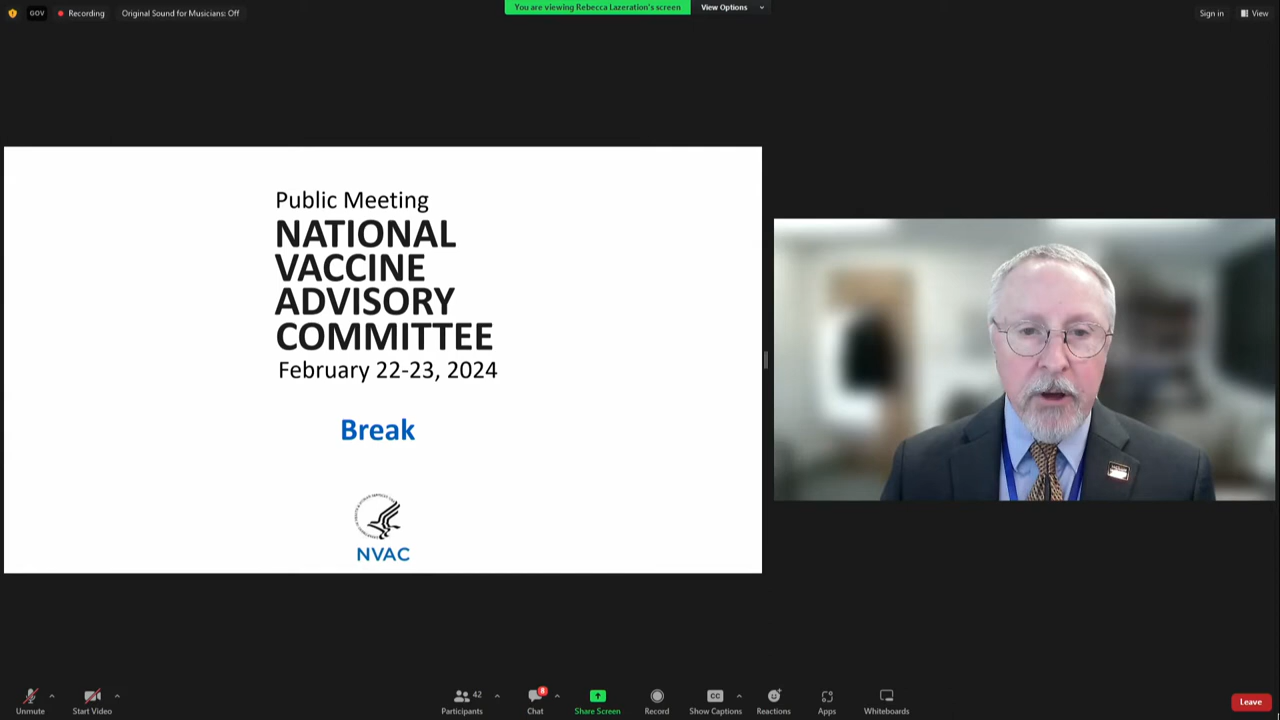 GOV
Recording
Original Sound for Musicians: Off
You are viewing Rebecca Lazeration's screen
View Options
Sign in
View
Public Meeting
NATIONAL
VACCINE
ADVISORY
COMMITTEE
February 22-23, 2024
Break
NVAC
Unmute
Start Video
42
Participants
8
Chat
Share Screen
Record
CC
Show Captions
Reactions
Apps
Whiteboards
Leave